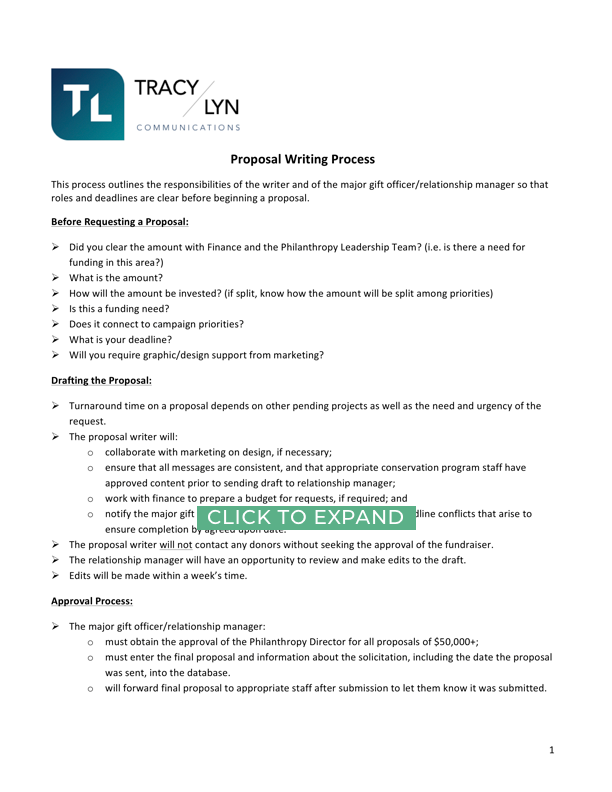 TL
TRACY
LYN
COMMUNICATIONS
Proposal Writing Process
This process outlines the responsibilities of the writer and of the major gift officer/relationship manager so that
roles and deadlines are clear before beginning a proposal.
Before Requesting a Proposal:
➢ Did you clear the amount with Finance and the Philanthropy Leadership Team? (i.e. is there a need for
funding in this area?)
➢ What is the amount?
➢ How will the amount be invested? (if split, know how the amount will be split among priorities)
➢ Is this a funding need?
➢ Does it connect to campaign priorities?
➢ What is your deadline?
➢ Will you require graphic/design support from marketing?
Drafting the Proposal:
➢ Turnaround time on a proposal depends on other pending projects as well as the need and urgency of the
request.
➢ The proposal writer will:
o collaborate with marketing on design, if necessary;
o ensure that all messages are consistent, and that appropriate conservation program staff have
approved content prior to sending draft to relationship manager;
o work with finance to prepare a budget for requests, if required; and
o notify the major gift CLICK TO EXPAND conflicts that arise to
ensure completion by agreed upon date.
➢ The proposal writer will not contact any donors without seeking the approval of the fundraiser.
➢ The relationship manager will have an opportunity to review and make edits to the draft.
➢ Edits will be made within a week's time.
Approval Process:
➢ The major gift officer/relationship manager:
o must obtain the approval of the Philanthropy Director for all proposals of $50,000+;
o must enter the final proposal and information about the solicitation, including the date the proposal
was sent, into the database.
o will forward final proposal to appropriate staff after submission to let them know it was submitted.
1